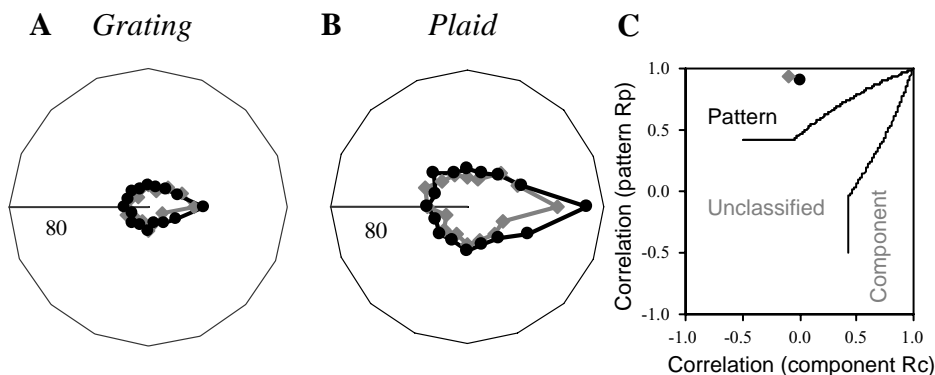 A Grating
B Plaid
C
80
80
Correlation (pattern Rp)
1.0
0.5
0.0
-0.5
-1.0
Pattern
Unclassified
Component
-1.0
-0.5
0.0
0.5
1.0
Correlation (component Rc)